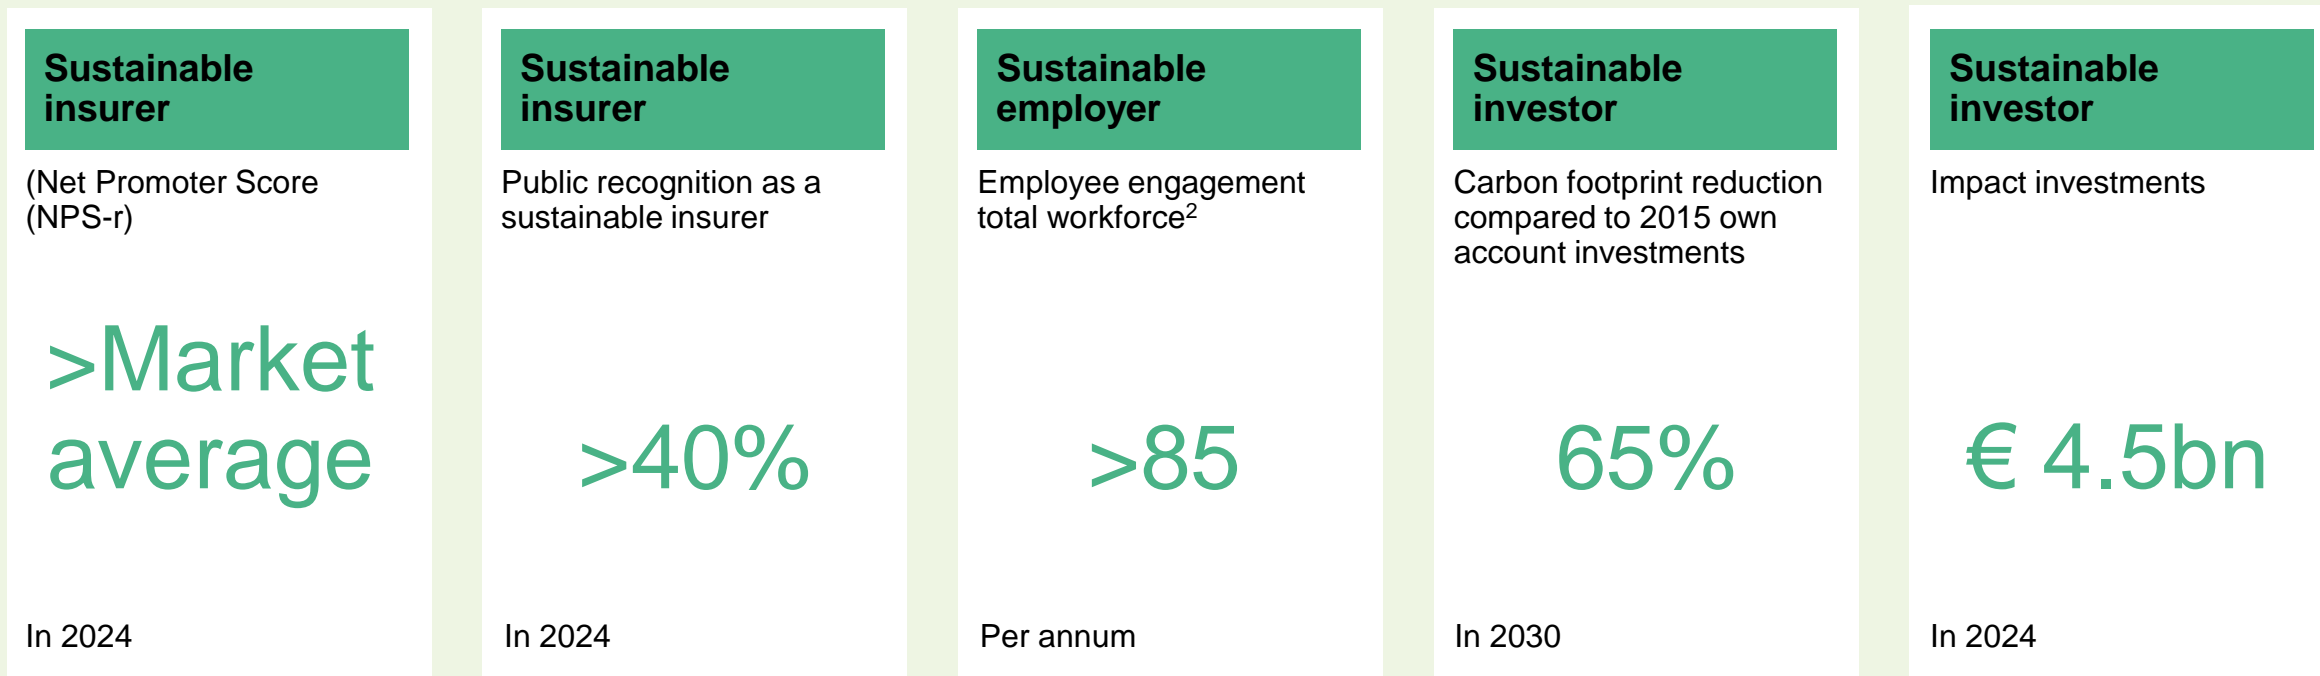 Sustainable
insurer
(Net Promoter Score
(NPS-r)
>Market
average
In 2024
Sustainable
insurer
Public recognition as a
sustainable insurer
>40%
In 2024
Sustainable
employer
Employee engagement
total workforce²
>85
Per annum
Sustainable
investor
Carbon footprint reduction
compared to 2015 own
account investments
65%
In 2030
Sustainable
investor
Impact investments
€ 4.5bn
In 2024